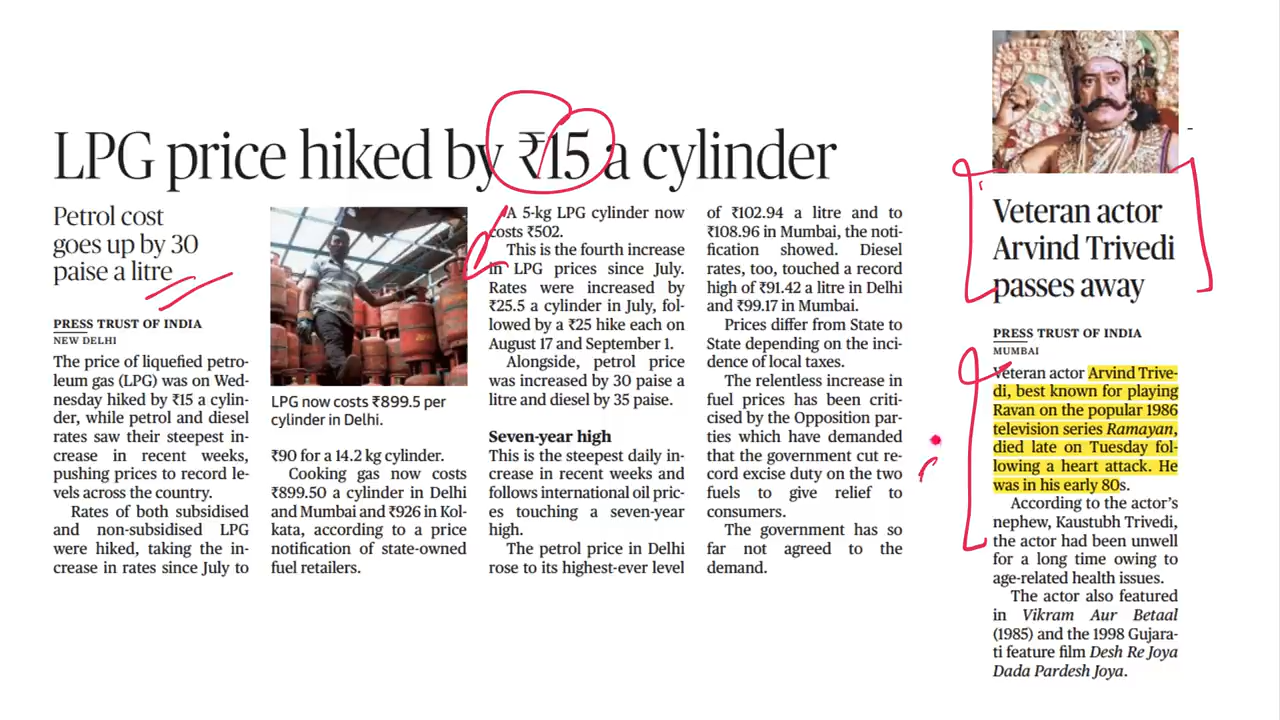 LPG price hiked by ₹15 a cylinder
Petrol cost
goes up by 30
paise a litre
PRESS TRUST OF INDIA
NEW DELHI
The price of liquefied petro-
leum gas (LPG) was on Wed-
nesday hiked by ₹15 a cylin-
der, while petrol and diesel
rates saw their steepest in-
crease in recent weeks,
pushing prices to record le-
vels across the country.
Rates of both subsidised
and non-subsidised LPG
were hiked, taking the in-
crease in rates since July to
LPG now costs ₹899.5 per
cylinder in Delhi.
₹90 for a 14.2 kg cylinder.
Cooking gas now costs
₹899.50 a cylinder in Delhi
and Mumbai and ₹926 in Kol-
kata, according to a price
notification of state-owned
fuel retailers.
A 5-kg LPG cylinder now
costs ₹502.
This is the fourth increase
in LPG prices since July.
Rates were increased by
₹25.5 a cylinder in July, fol-
lowed by a ₹25 hike each on
August 17 and September 1.
Alongside, petrol price
was increased by 30 paise a
litre and diesel by 35 paise.
Seven-year high
This is the steepest daily in-
crease in recent weeks and
follows international oil pric-
es touching a seven-year
high.
The petrol price in Delhi
rose to its highest-ever level
of ₹102.94 a litre and to
₹108.96 in Mumbai, the noti-
fication showed. Diesel
rates, too, touched a record
high of ₹91.42 a litre in Delhi
and ₹99.17 in Mumbai.
Prices differ from State to
State depending on the inci-
dence of local taxes.
The relentless increase in
fuel prices has been criti-
cised by the Opposition par-
ties which have demanded
that the government cut re-
cord excise duty on the two
fuels to give relief to
consumers.
The government has so
far not agreed to the
demand.
Veteran actor
Arvind Trivedi
passes away
PRESS TRUST OF INDIA
MUMBAI
Veteran actor Arvind Trive-
di, best known for playing
Ravan on the popular 1986
television series Ramayan,
died late on Tuesday fol-
lowing a heart attack. He
was in his early 80s.
According to the actor's
nephew, Kaustubh Trivedi,
the actor had been unwell
for a long time owing to
age-related health issues.
The actor also featured
in Vikram Aur Betaal
(1985) and the 1998 Gujara-
ti feature film Desh Re Joya
Dada Pardesh Joya.